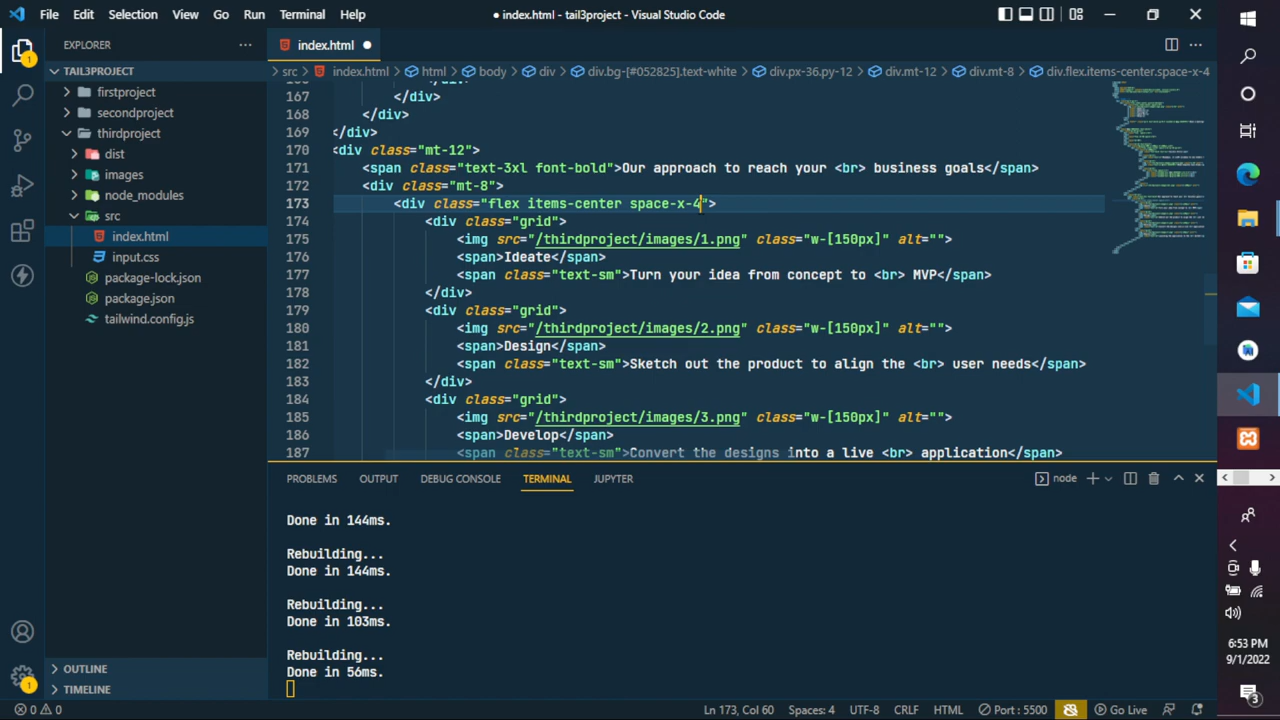 File Edit Selection View Go Run Terminal Help
● index.html - tail3project - Visual Studio Code
EXPLORER
index.html
TAIL3PROJECT
> src > index.html > html > body > div > div.bg-[#052825].text-white > div.px-36.py-12 > div.mt-12 > div.mt-8 > div.flex.items-center.space-x-4
firstproject
secondproject
thirdproject
dist
images
node_modules
src
index.html
input.css
package-lock.json
package.json
tailwind.config.js
167 </div>
168 </div>
169 </div>
170 <div class="mt-12">
171 <span class="text-3xl font-bold">Our approach to reach your <br> business goals</span>
172 <div class="mt-8">
173 <div class="flex items-center space-x-4">
174 <div class="grid">
175 <img src="/thirdproject/images/1.png" class="w-[150px]" alt="">
176 <span>Ideate</span>
177 <span class="text-sm">Turn your idea from concept to <br> MVP</span>
178 </div>
179 <div class="grid">
180 <img src="/thirdproject/images/2.png" class="w-[150px]" alt="">
181 <span>Design</span>
182 <span class="text-sm">Sketch out the product to align the <br> user needs</span>
183 </div>
184 <div class="grid">
185 <img src="/thirdproject/images/3.png" class="w-[150px]" alt="">
186 <span>Develop</span>
187 <span class="text-sm">Convert the designs into a live <br> application</span>
PROBLEMS OUTPUT DEBUG CONSOLE TERMINAL JUPYTER
node
Done in 144ms.
Rebuilding...
Done in 144ms.
Rebuilding...
Done in 103ms.
Rebuilding...
Done in 56ms.
OUTLINE
TIMELINE
0 0
Ln 173, Col 60 Spaces: 4 UTF-8 CRLF HTML Port : 5500 Go Live
6:53 PM
9/1/2022
3
1
1